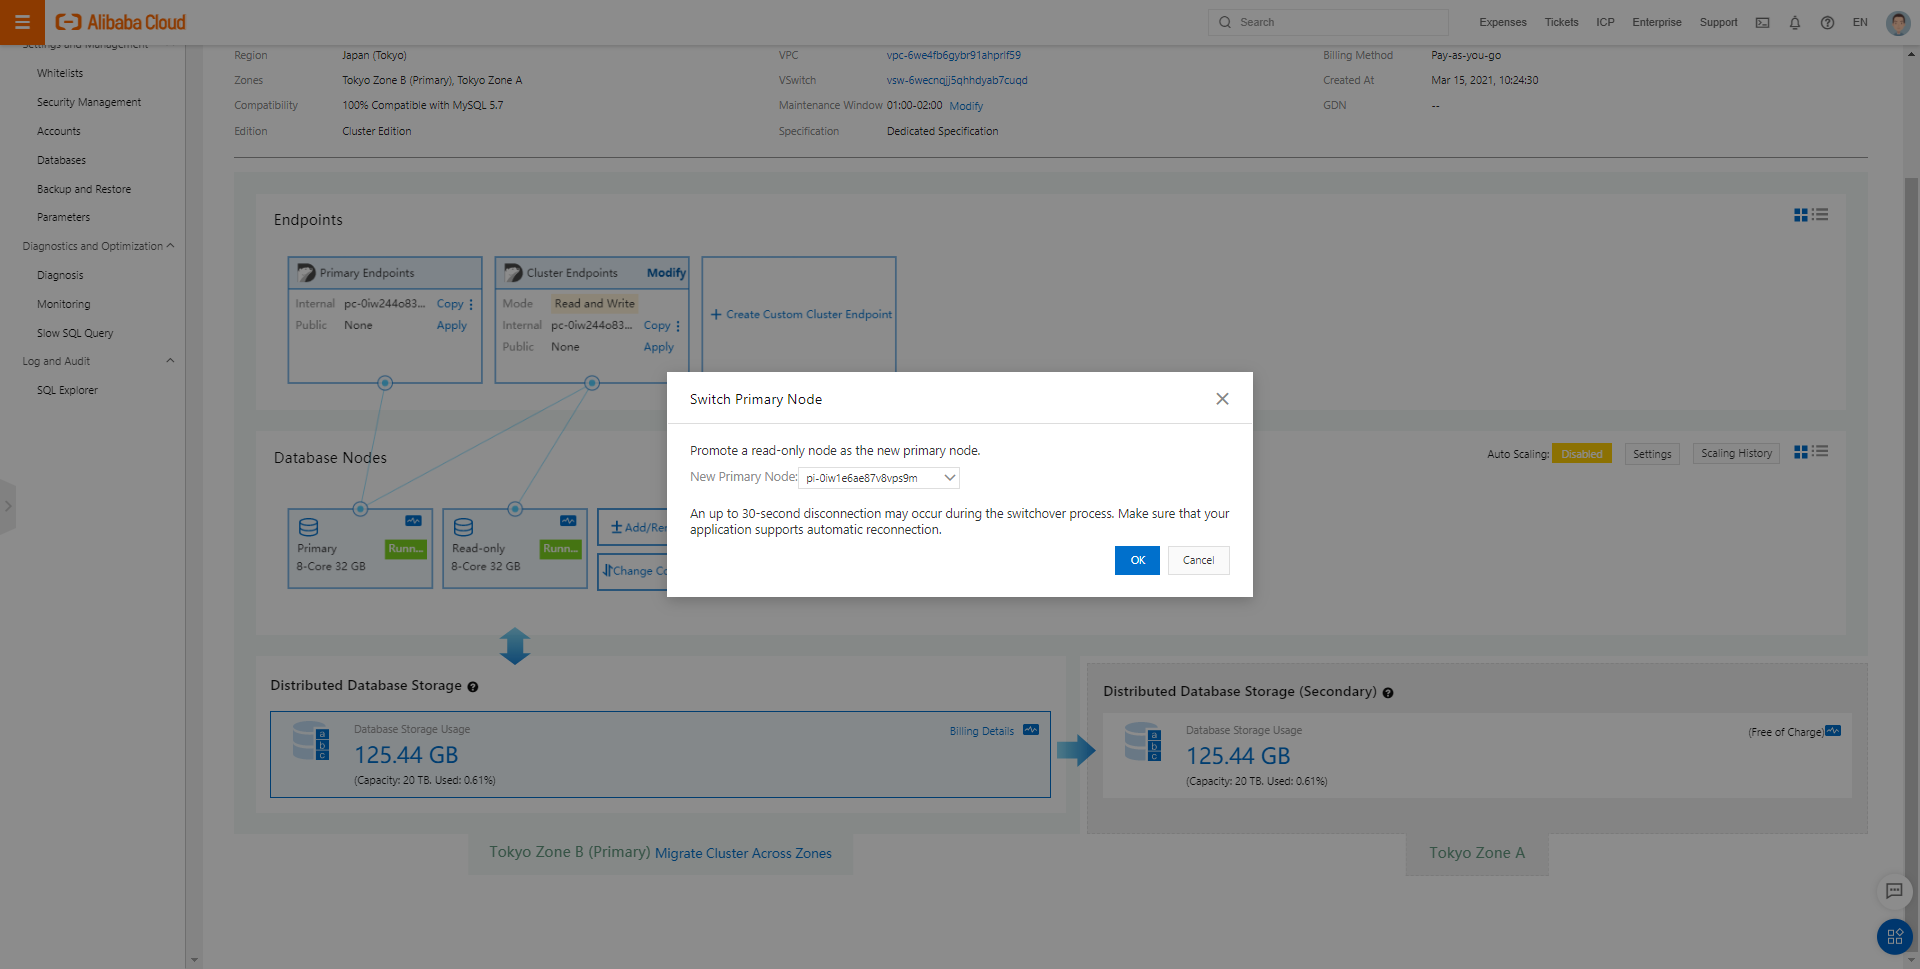 Alibaba Cloud
Search
Expenses
Tickets
ICP
Enterprise
Support
EN
Settings and Management
Whitelists
Security Management
Accounts
Databases
Backup and Restore
Parameters
Diagnostics and Optimization
Diagnosis
Monitoring
Slow SQL Query
Log and Audit
SQL Explorer
Region Japan (Tokyo)
VPC vpc-6we4fb6gybr91ahprlf59
Billing Method Pay-as-you-go
Zones Tokyo Zone B (Primary), Tokyo Zone A
VSwitch vsw-6wecnqjj5qhhdyab7cuqd
Created At Mar 15, 2021, 10:24:30
Compatibility 100% Compatible with MySQL 5.7
Maintenance Window 01:00-02:00 Modify
GDN --
Edition Cluster Edition
Specification Dedicated Specification
Endpoints
Primary Endpoints
Internal pc-0iw244o83... Copy
Public None Apply
Cluster Endpoints Modify
Mode Read and Write
Internal pc-0iw244o83... Copy
Public None Apply
+ Create Custom Cluster Endpoint
Database Nodes
Auto Scaling: Disabled
Settings
Scaling History
Primary Runn...
8-Core 32 GB
Read-only Runn...
8-Core 32 GB
Add/Re
Change Co
Switch Primary Node
Promote a read-only node as the new primary node.
New Primary Node: pi-0iw1e6ae87v8vps9m
An up to 30-second disconnection may occur during the switchover process. Make sure that your
application supports automatic reconnection.
OK
Cancel
Distributed Database Storage ?
Database Storage Usage
Billing Details
125.44 GB
(Capacity: 20 TB. Used: 0.61%)
a
b
c
Distributed Database Storage (Secondary) ?
Database Storage Usage
(Free of Charge)
125.44 GB
(Capacity: 20 TB. Used: 0.61%)
a
b
c
Tokyo Zone B (Primary) Migrate Cluster Across Zones
Tokyo Zone A